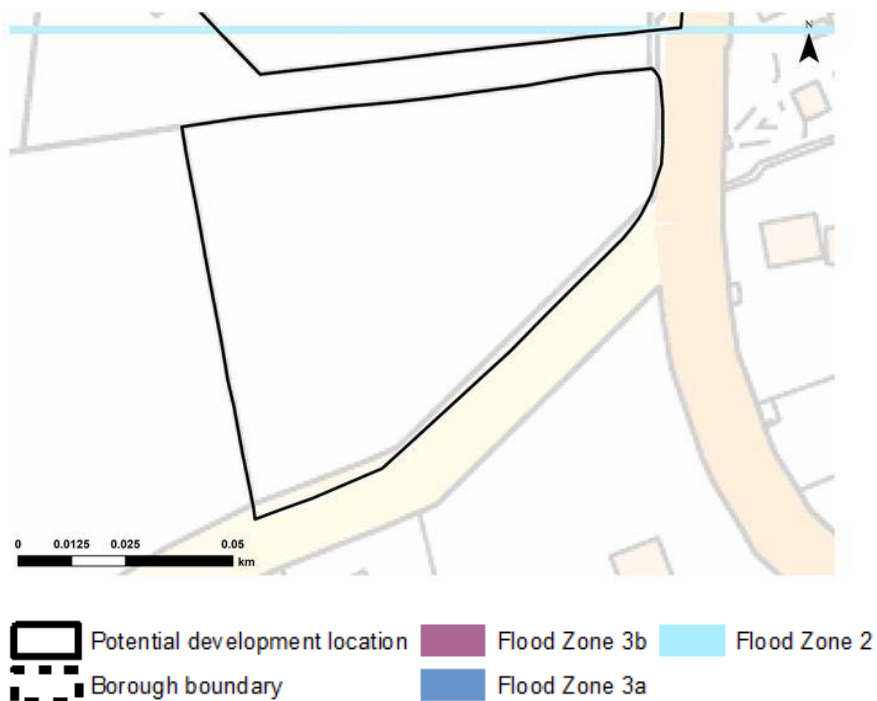 N
0 0.0125 0.025 0.05
km
Potential development location Flood Zone 3b Flood Zone 2
Borough boundary Flood Zone 3a